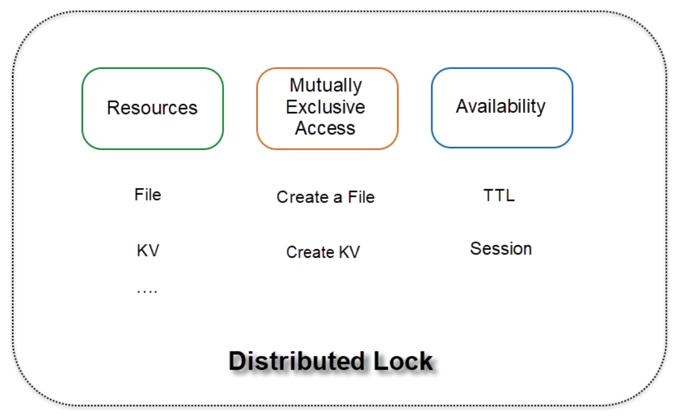 Resources
Mutually
Exclusive
Access
Availability
File
Create a File
TTL
KV
Create KV
Session
....
Distributed Lock